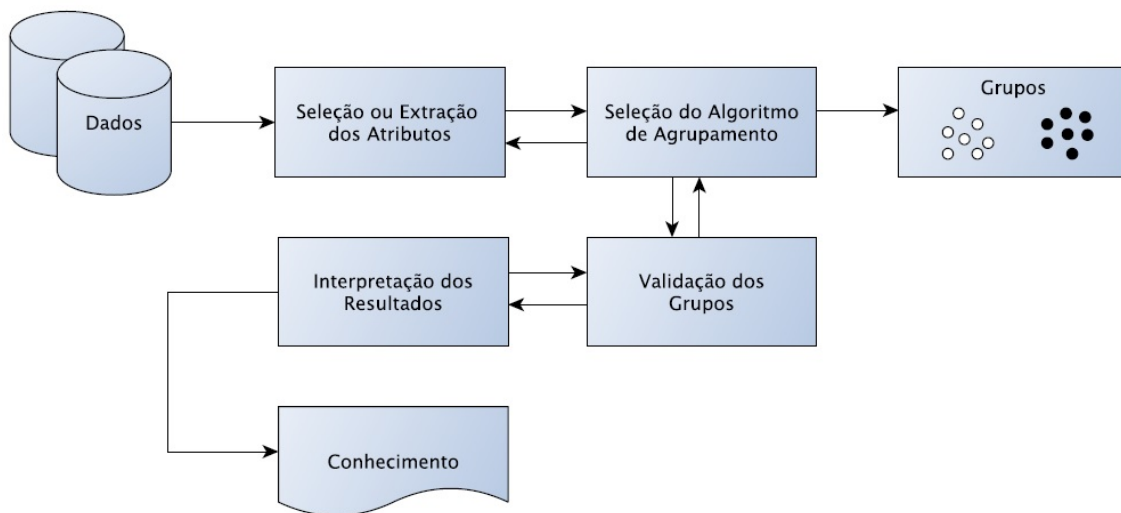 Dados
Seleção ou Extração
dos Atributos
Seleção do Algoritmo
de Agrupamento
Grupos
Interpretação dos
Resultados
Validação dos
Grupos
Conhecimento